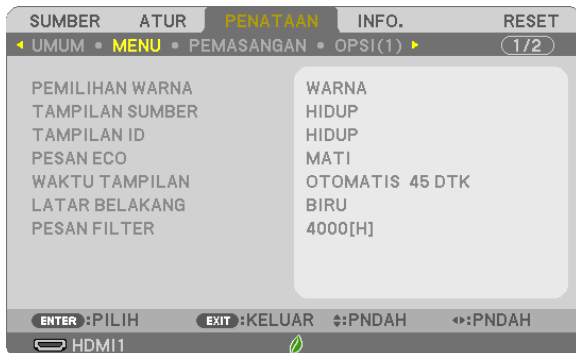 SUMBER ATUR PENATAAN INFO. RESET
UMUM • MENU • PEMASANGAN • OPSI(1) 1/2
PEMILIHAN WARNA WARNA
TAMPILAN SUMBER HIDUP
TAMPILAN ID HIDUP
PESAN ECO MATI
WAKTU TAMPILAN OTOMATIS 45 DTK
LATAR BELAKANG BIRU
PESAN FILTER 4000[H]
ENTER :PILIH EXIT :KELUAR :PNDAH :PNDAH
HDMI1